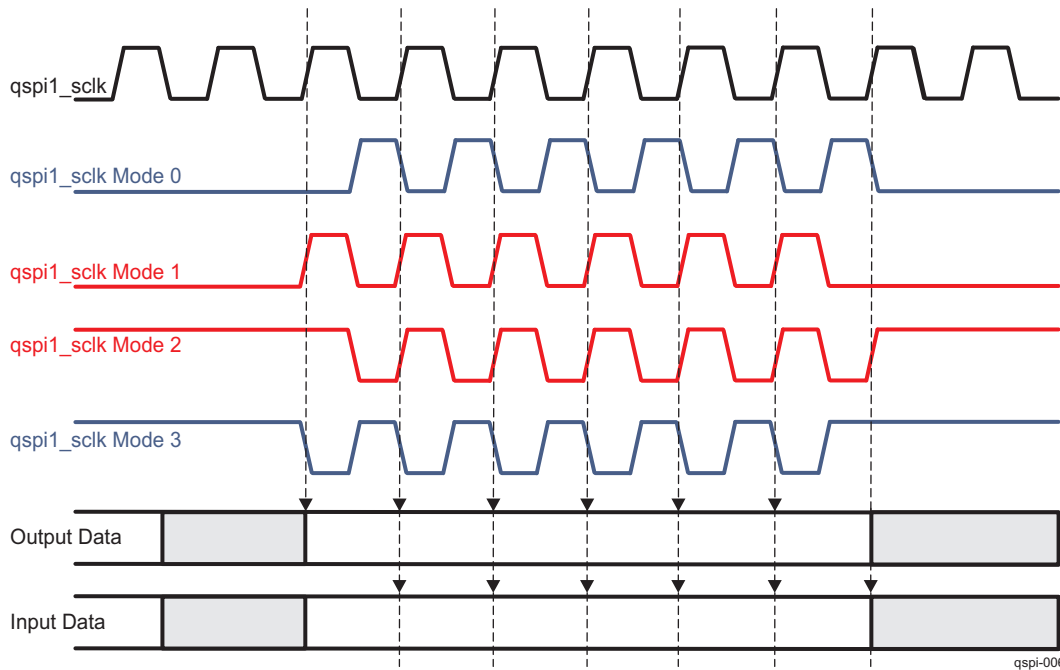 qspi1_sclk
qspi1_sclk Mode 0
qspi1_sclk Mode 1
qspi1_sclk Mode 2
qspi1_sclk Mode 3
Output Data
Input Data